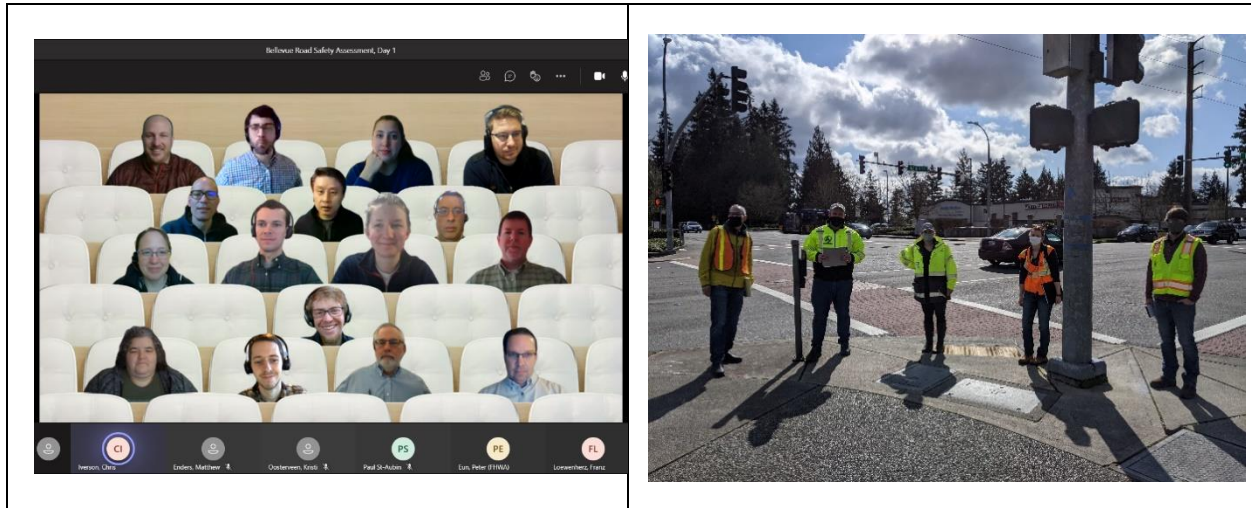 Bellevue Road Safety Assessment, Day 1
CI
PS
PE
FL
Iverson, Chris
Enders, Matthew
Oosterveen, Kristi
Paul St-Aubin
Eun, Peter (FHWA)
Loewenherz, Franz